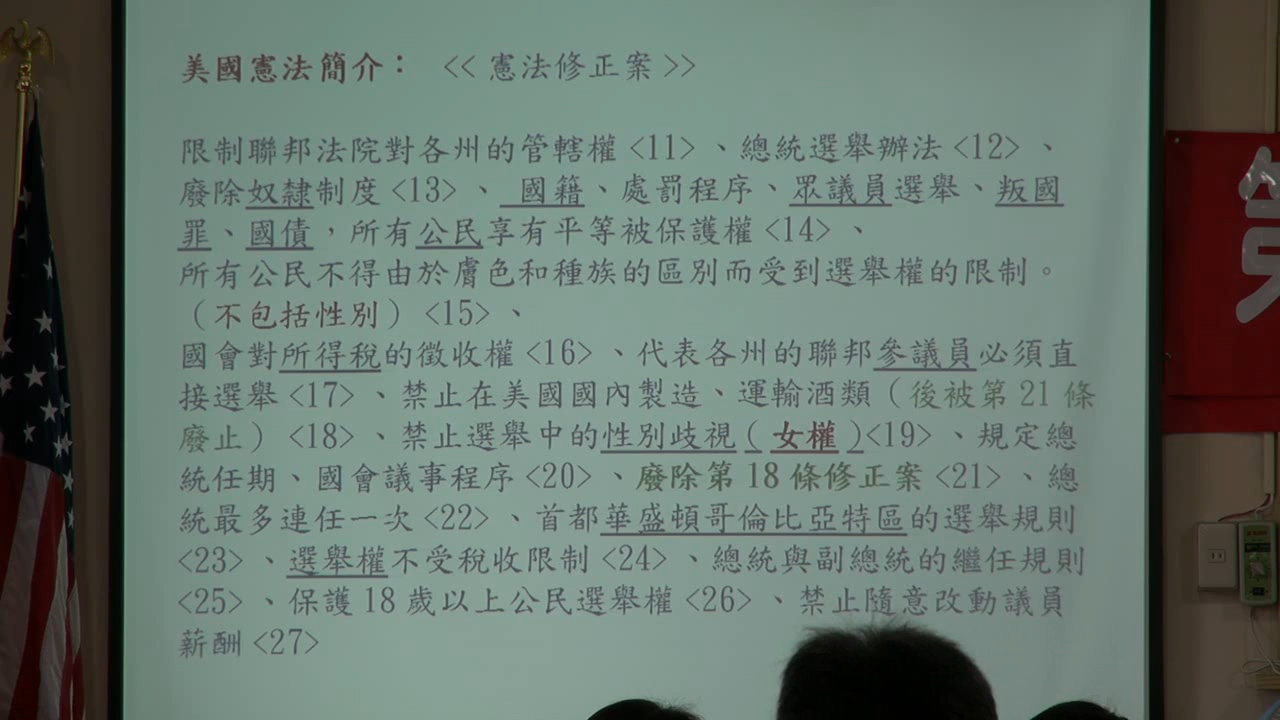 美國憲法簡介： << 憲法修正案 >>
限制聯邦法院對各州的管轄權 <11> 、總統選舉辦法 <12> 、
廢除奴隸制度 <13> 、 國籍、處罰程序、眾議員選舉、叛國
罪、國債，所有公民享有平等被保護權 <14> 、
所有公民不得由於膚色和種族的區別而受到選舉權的限制。
（不包括性別） <15> 、
國會對所得稅的徵收權 <16> 、代表各州的聯邦參議員必須直
接選舉 <17> 、禁止在美國國內製造、運輸酒類（後被第 21 條
廢止） <18> 、禁止選舉中的性別歧視（女權）<19> 、規定總
統任期、國會議事程序 <20> 、廢除第 18 條修正案 <21> 、總
統最多連任一次 <22> 、首都華盛頓哥倫比亞特區的選舉規則
<23> 、選舉權不受稅收限制 <24> 、總統與副總統的繼任規則
<25> 、保護 18 歲以上公民選舉權 <26> 、禁止隨意改動議員
薪酬 <27>